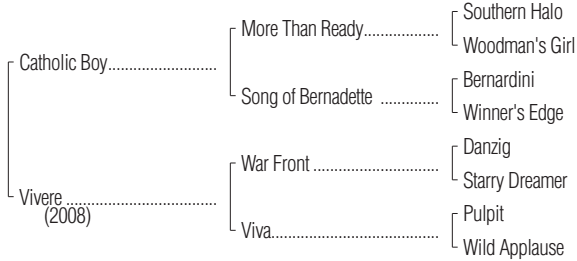 Southern Halo
More Than Ready..................
Woodman's Girl
Catholic Boy..........................
Bernardini
Song of Bernadette ..............
Winner's Edge
Danzig
War Front .............................
Starry Dreamer
Vivere ....................................
(2008)
Pulpit
Viva........................................
Wild Applause